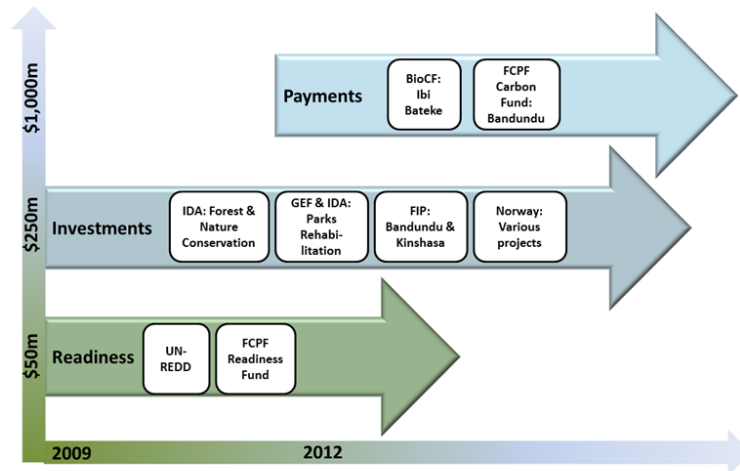 $1,000m
Payments
BioCF:
Ibi
Bateke
FCPF
Carbon
Fund:
Bandundu
$250m
Investments
IDA: Forest &
Nature
Conservation
GEF & IDA:
Parks
Rehabi-
litation
FIP:
Bandundu &
Kinshasa
Norway:
Various
projects
$50m
Readiness
UN-
REDD
FCPF
Readiness
Fund
2009
2012